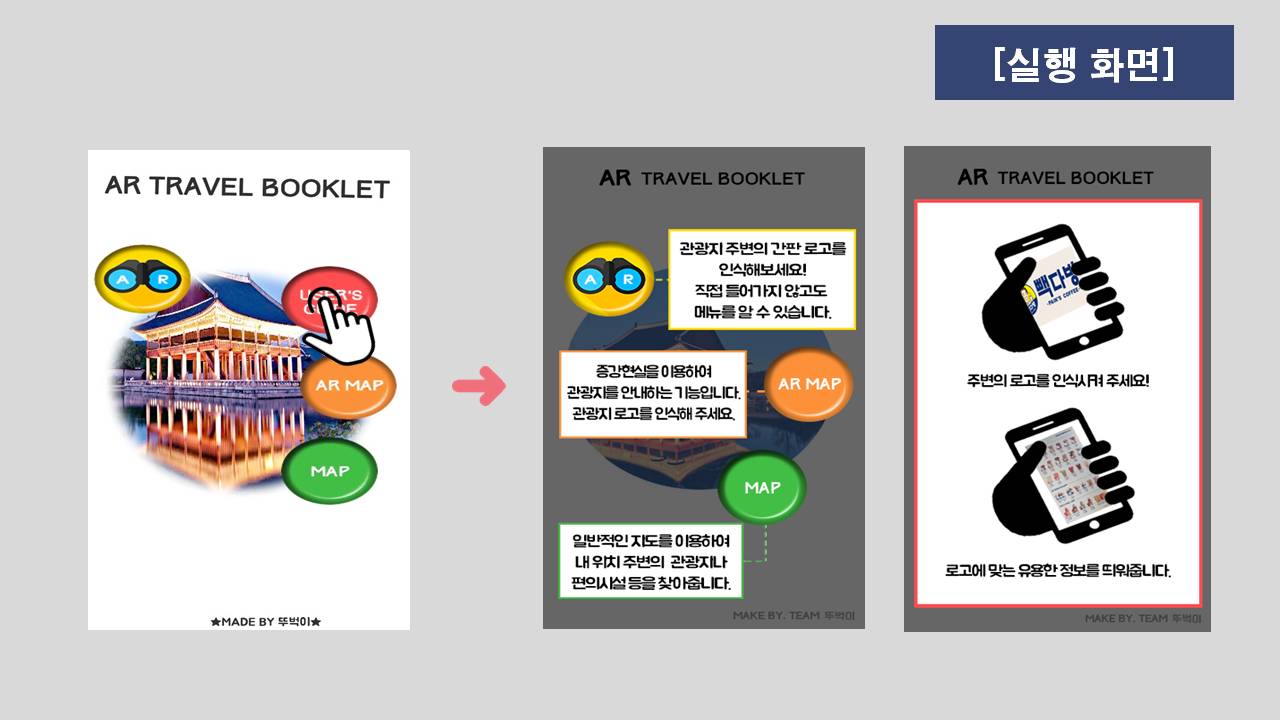 [실행 화면]
AR TRAVEL BOOKLET
A R
USER'S
AR MAP
MAP
★MADE BY 뚜벅이★
AR TRAVEL BOOKLET
A R
관광지 주변의 간판 로고를
인식해보세요!
직접 들어가지 않고도
메뉴를 알 수 있습니다.
증강현실을 이용하여
관광지를 안내하는 기능입니다.
관광지 로고를 인식해 주세요.
AR MAP
MAP
일반적인 지도를 이용하여
내 위치 주변의 관광지나
편의시설 등을 찾아줍니다.
MAKE BY. TEAM 뚜벅이
AR TRAVEL BOOKLET
빽다방
PAIK'S COFFEE
주변의 로고를 인식시켜 주세요!
로고에 맞는 유용한 정보를 띄워줍니다.
MAKE BY. TEAM 뚜벅이